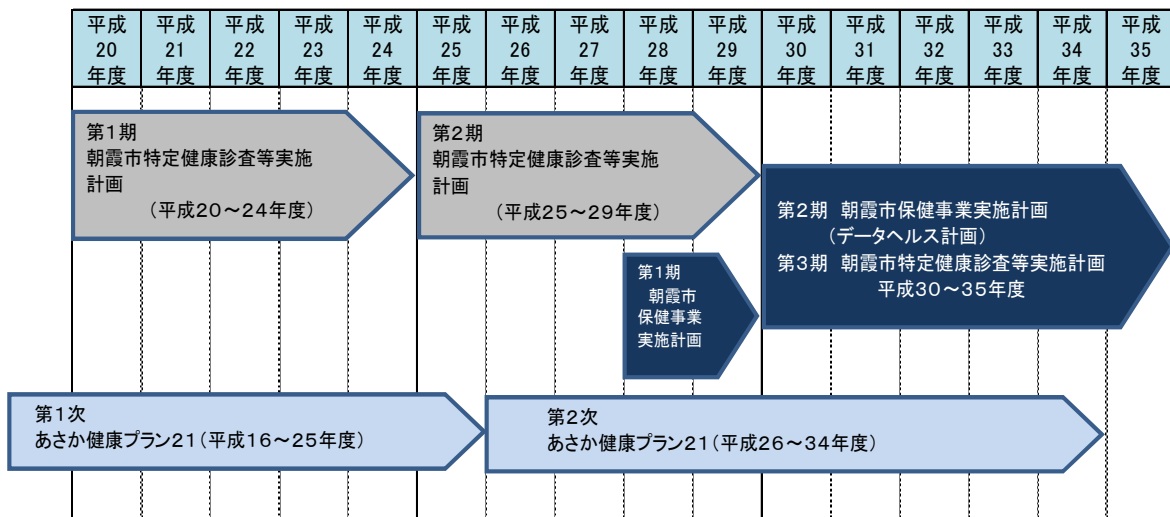 平成
20
年度
平成
21
年度
平成
22
年度
平成
23
年度
平成
24
年度
平成
25
年度
平成
26
年度
平成
27
年度
平成
28
年度
平成
29
年度
平成
30
年度
平成
31
年度
平成
32
年度
平成
33
年度
平成
34
年度
平成
35
年度
第1期
朝霞市特定健康診査等実施
計画
(平成20～24年度)
第2期
朝霞市特定健康診査等実施
計画
(平成25～29年度)
第2期 朝霞市保健事業実施計画
(データヘルス計画)
第3期 朝霞市特定健康診査等実施計画
平成30～35年度
第1期
朝霞市
保健事業
実施計画
第1次
あさか健康プラン21(平成16～25年度)
第2次
あさか健康プラン21(平成26～34年度)